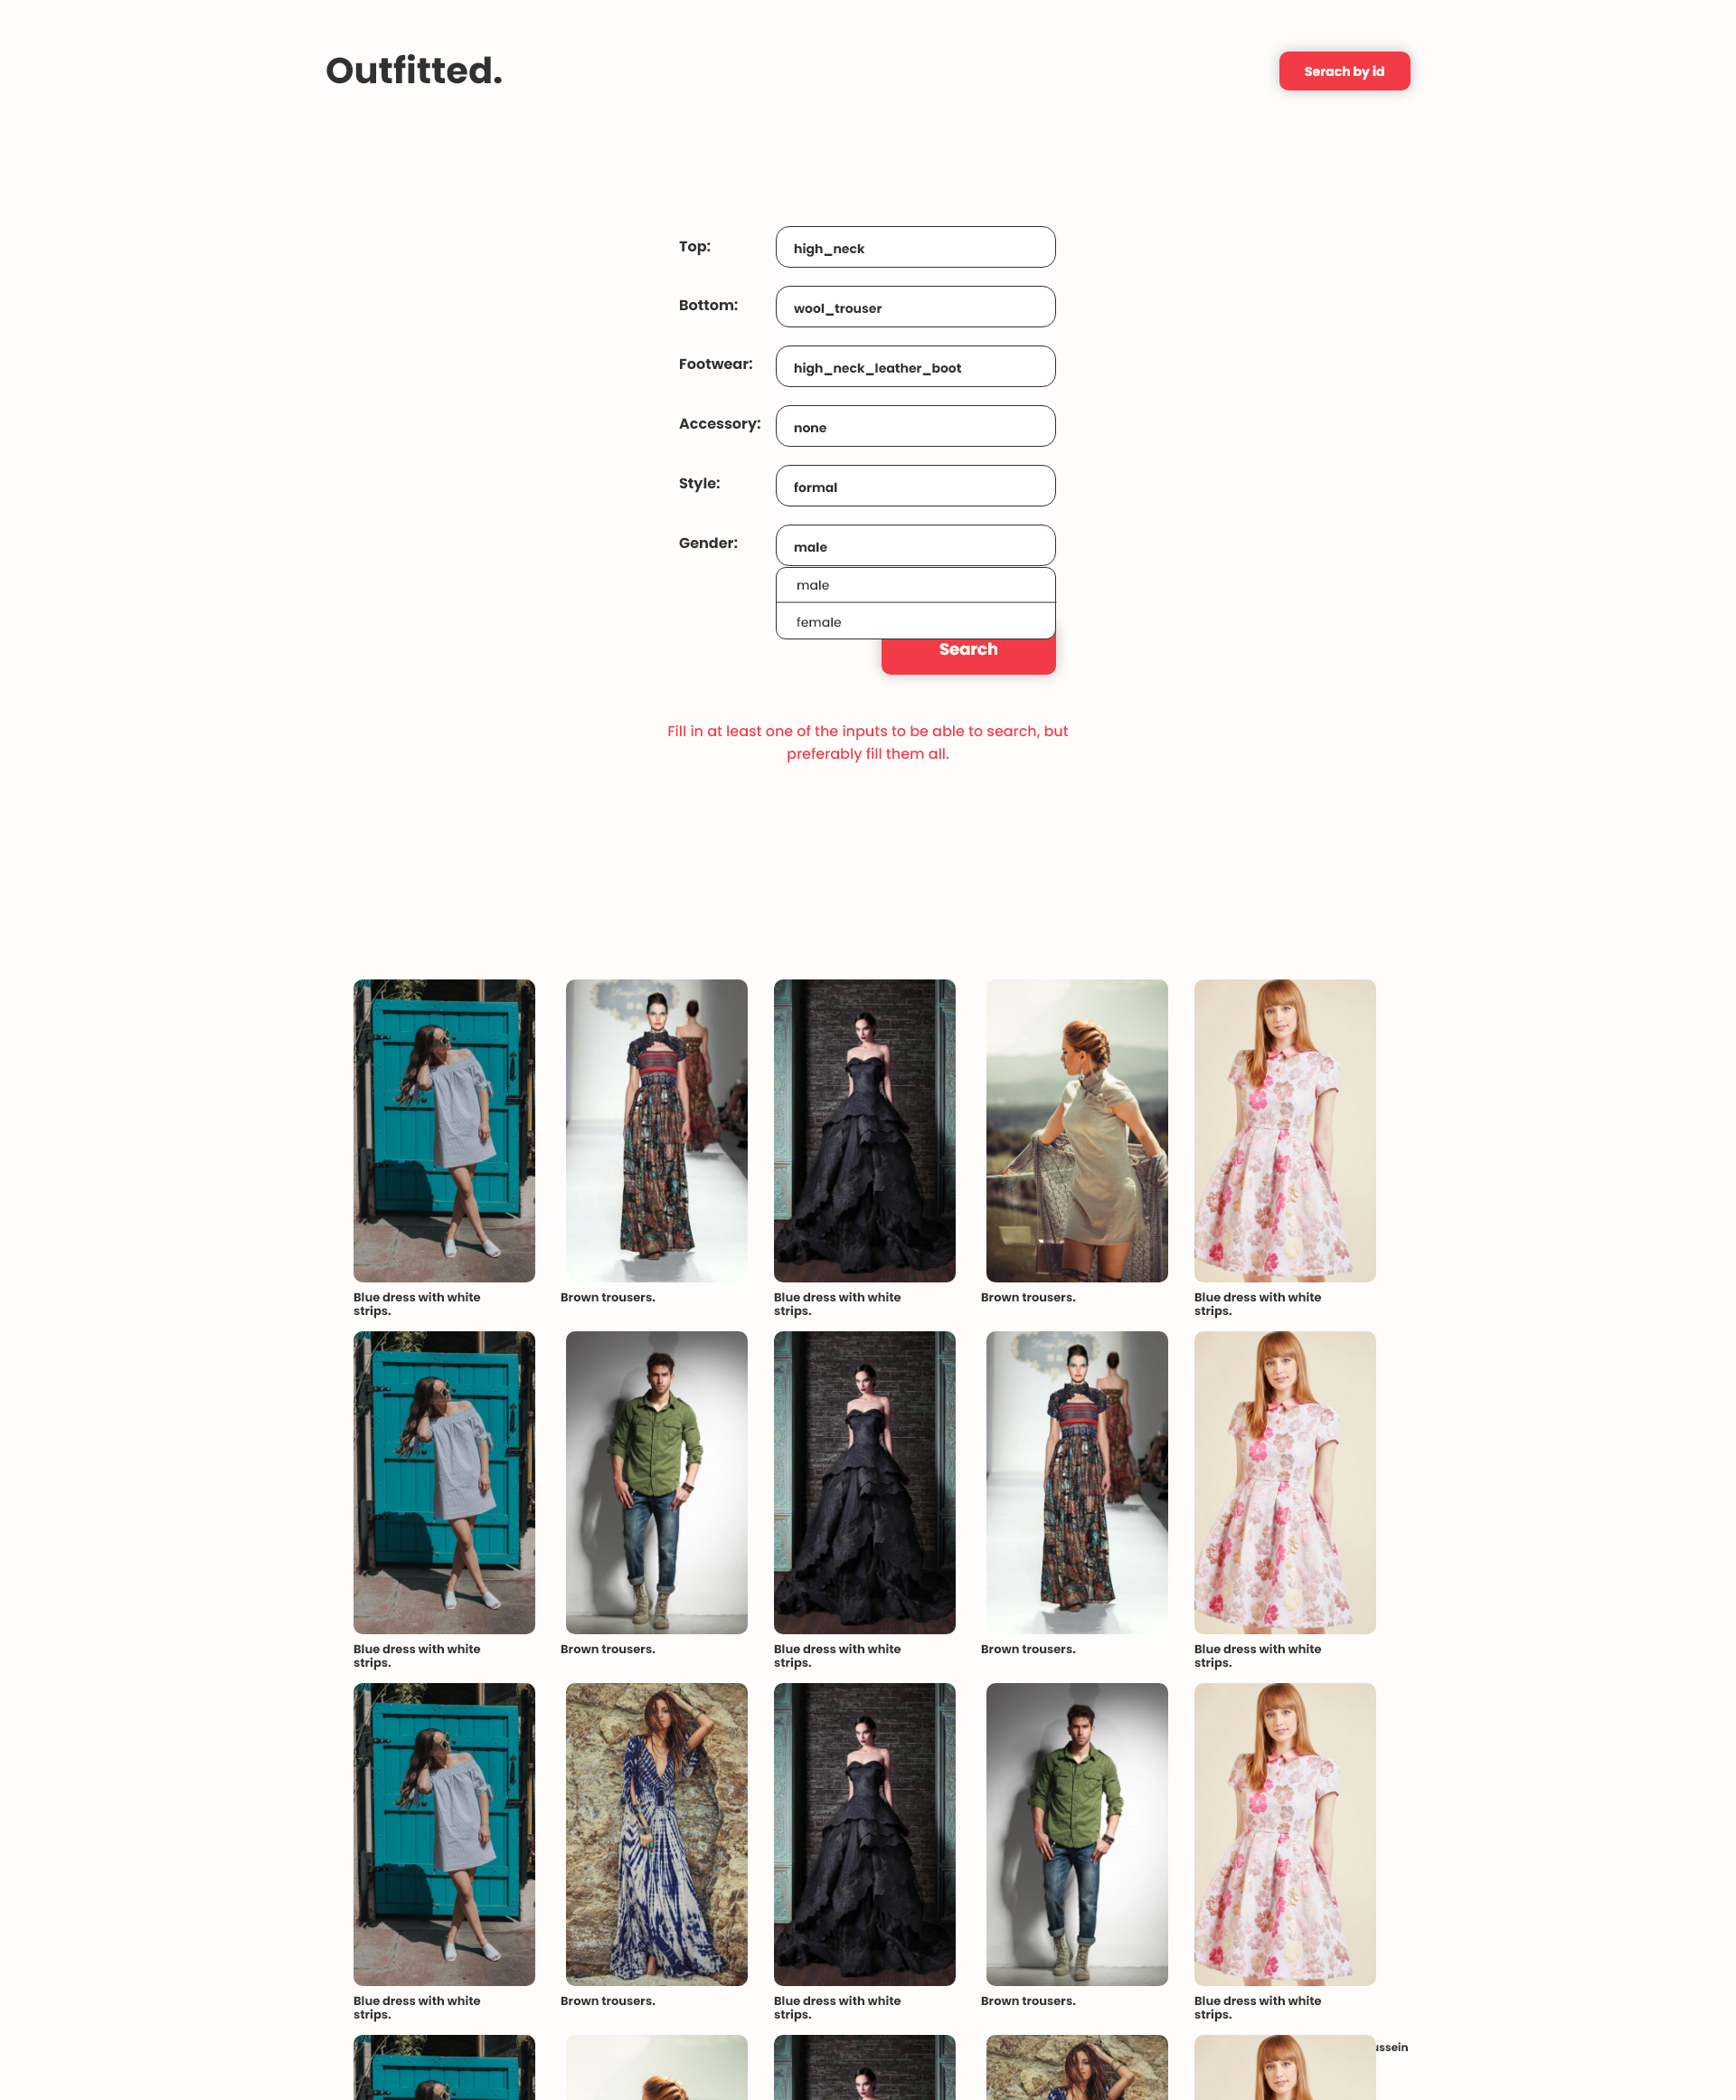 Outfitted.
Serach by id
Top:
high_neck
Bottom:
wool_trouser
Footwear:
high_neck_leather_boot
Accessory:
none
Style:
formal
Gender:
male
male
female
Search
Fill in at least one of the inputs to be able to search, but
preferably fill them all.
Blue dress with white
strips.
Brown trousers.
Blue dress with white
strips.
Brown trousers.
Blue dress with white
strips.
Blue dress with white
strips.
Brown trousers.
Blue dress with white
strips.
Brown trousers.
Blue dress with white
strips.
Blue dress with white
strips.
Brown trousers.
Blue dress with white
strips.
Brown trousers.
Blue dress with white
strips.